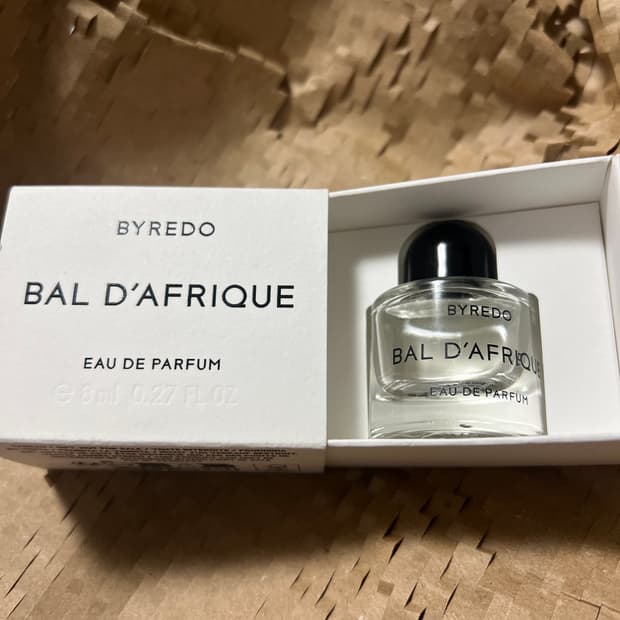 BYREDO
BAL D'AFRIQUE
EAU DE PARFUM
e 8ml 0.27 FL OZ
BYREDO
BAL D'AFRIQUE
EAU DE PARFUM